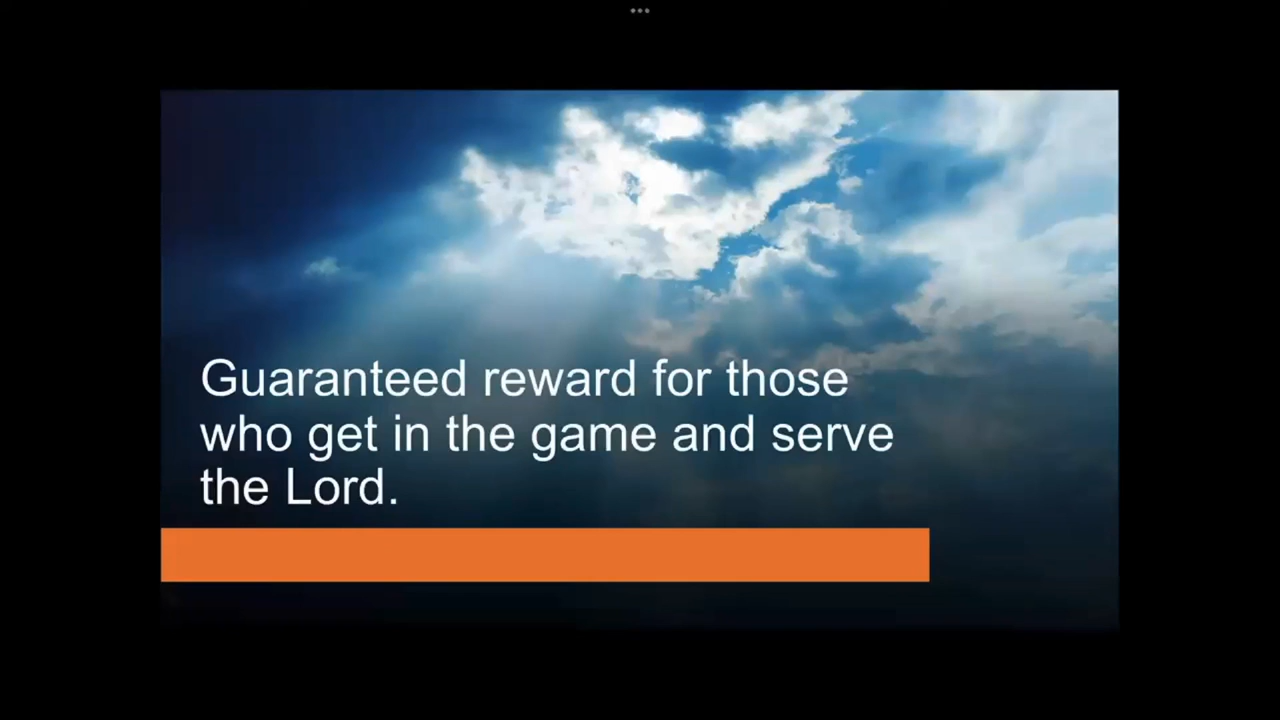 Guaranteed reward for those
who get in the game and serve
the Lord.